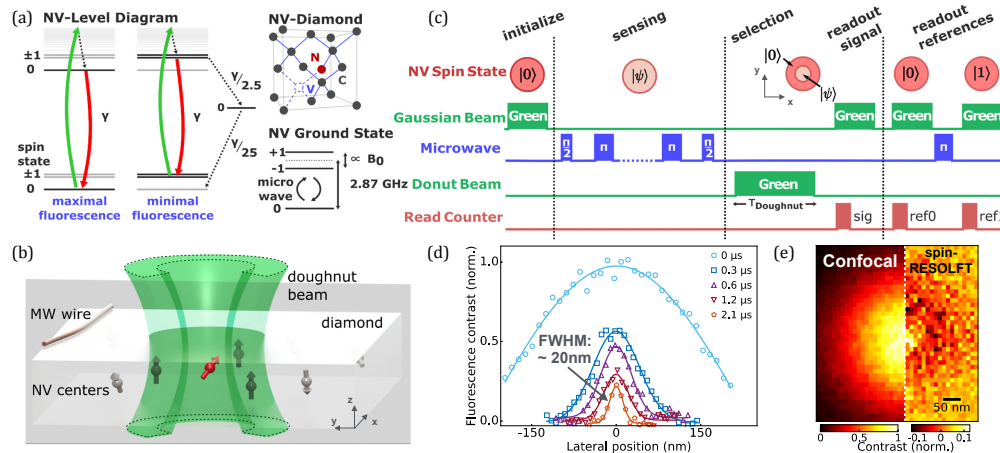 (a)
NV-Level Diagram
±1
0
γ
γ/2.5
0
γ/25
spin
state
±1
0
maximal
fluorescence
minimal
fluorescence
NV-Diamond
N
C
V
NV Ground State
+1
-1
∝ B0
micro
wave
2.87 GHz
0
(b)
doughnut
beam
MW wire
diamond
NV centers
z
y
x
(c)
initialize
sensing
selection
readout
signal
readout
references
NV Spin State
|0⟩
|ψ⟩
y
x
|ψ⟩
|0⟩
|1⟩
Gaussian Beam
Green
Green
Green
Green
Microwave
π/2
π
π
π/2
π
Donut Beam
Green
TDoughnut
Read Counter
sig
ref0
ref1
(d)
Fluorescence contrast (norm.)
1.0
0.5
0.0
0 μs
0.3 μs
0.6 μs
1.2 μs
2.1 μs
FWHM:
~ 20nm
-150
0
150
Lateral position (nm)
(e)
Confocal
spin-
RESOLFT
50 nm
0
1
-0.1
0
0.1
Contrast (norm.)